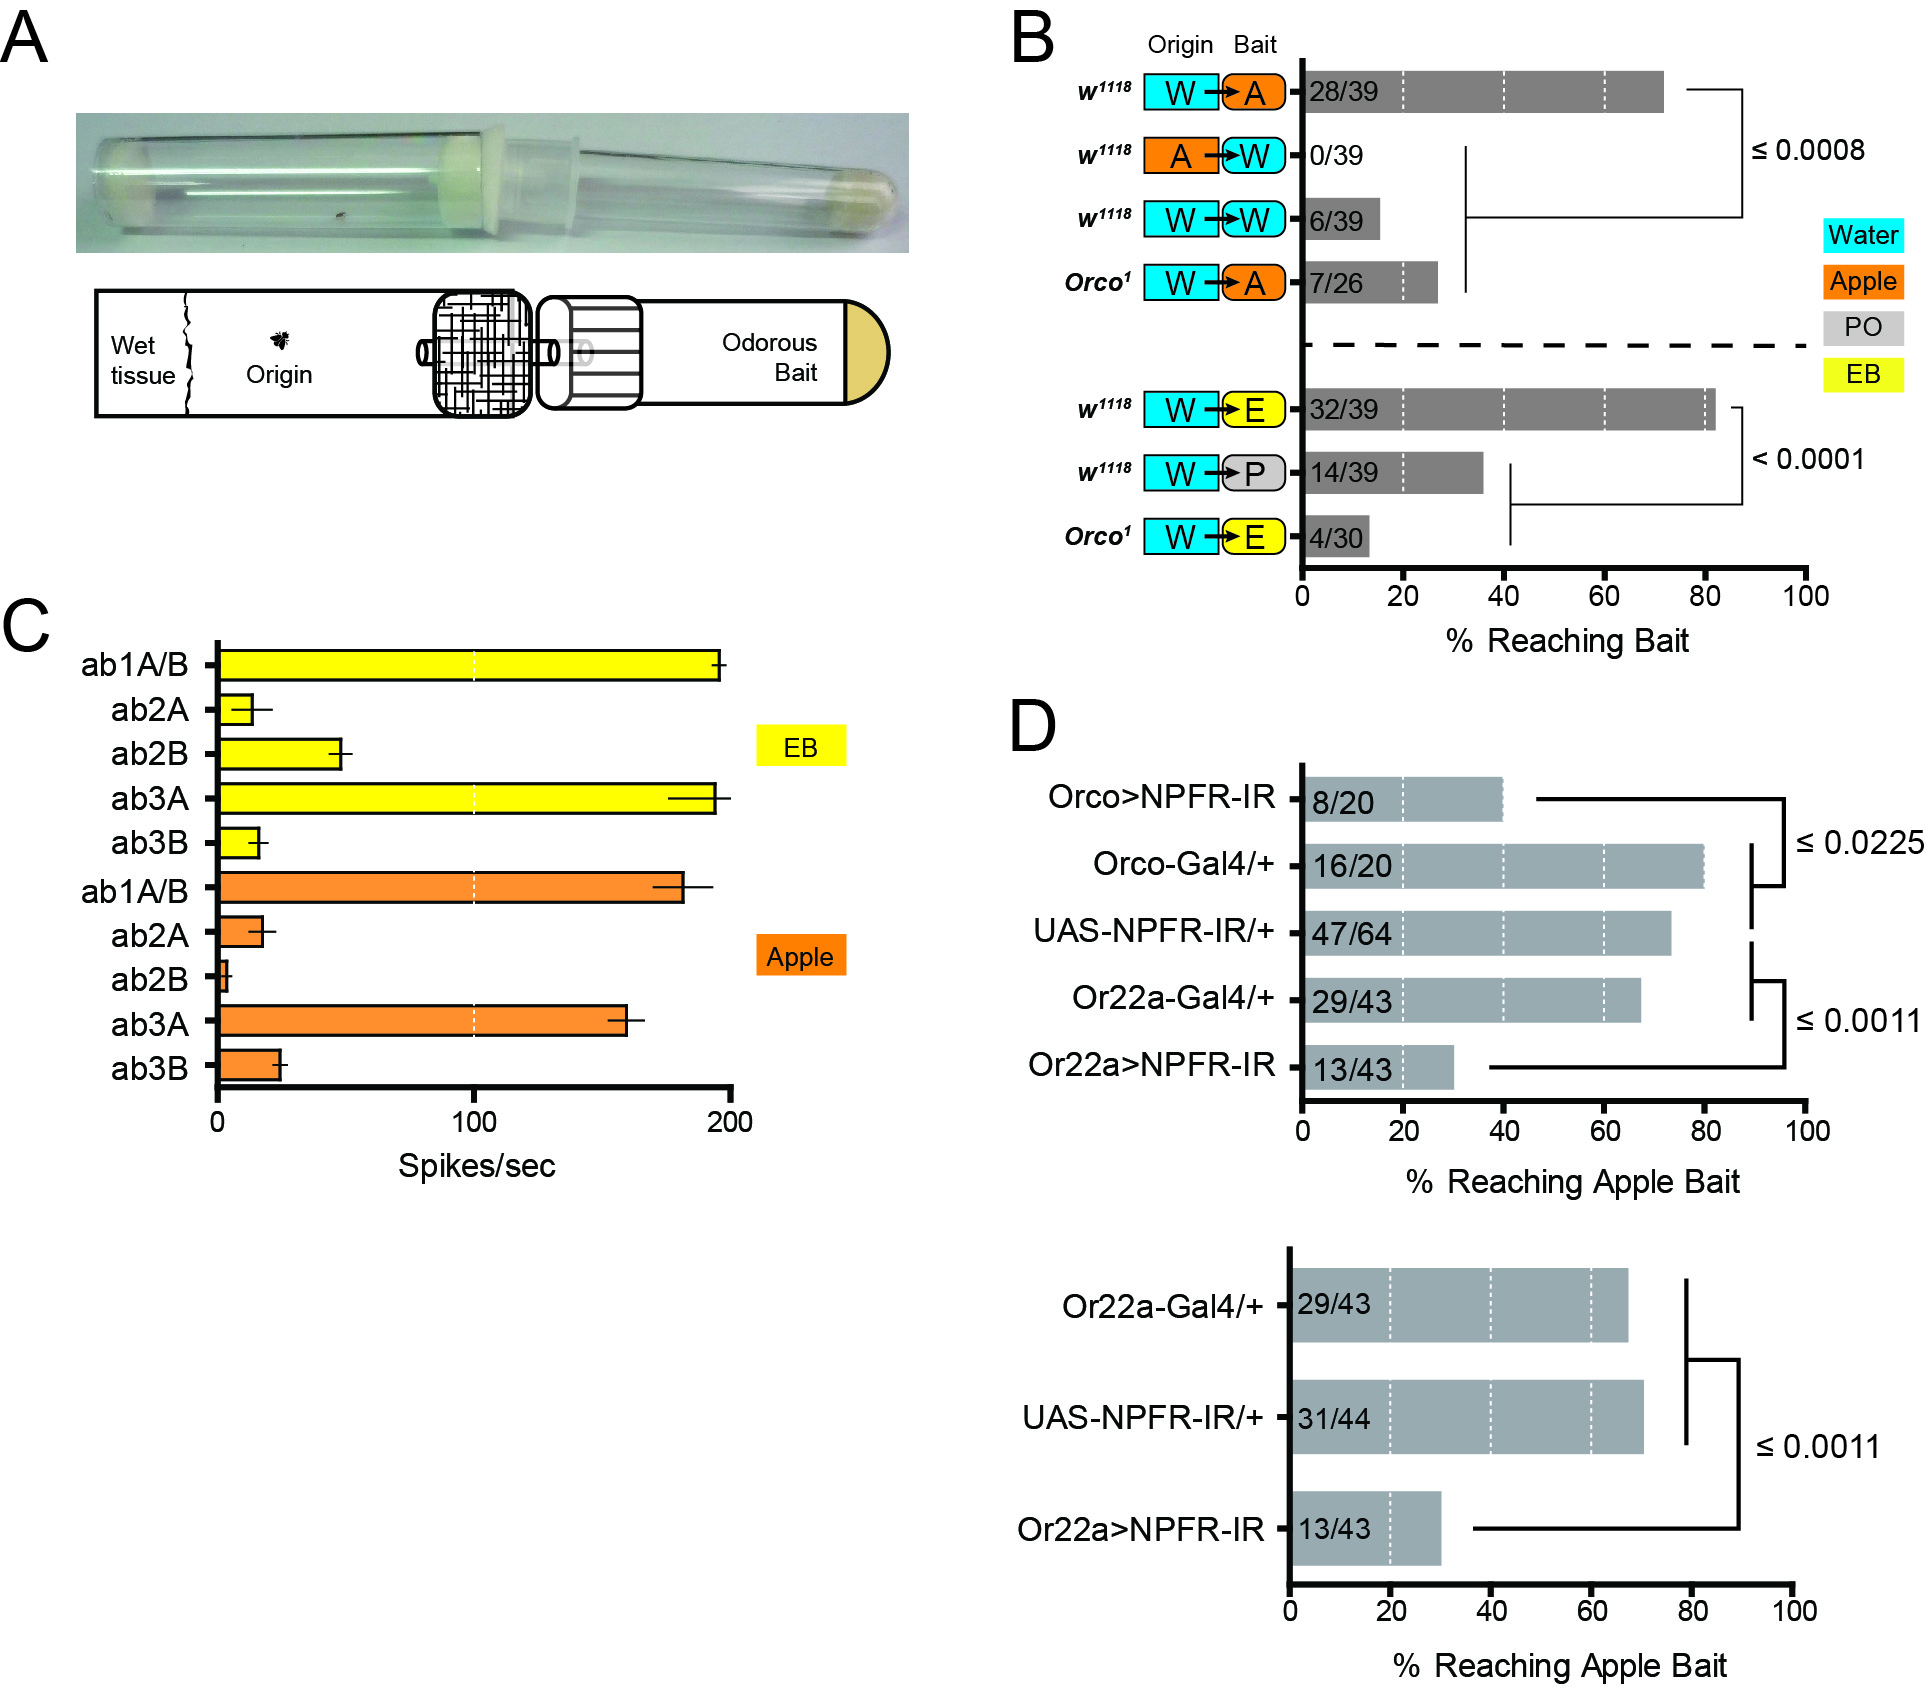 A
Wet
tissue
Origin
Odorous
Bait
B
Origin Bait
w1118 W A 28/39
w1118 A W 0/39
w1118 W W 6/39
Orco1 W A 7/26
≤ 0.0008
w1118 W E 32/39
w1118 W P 14/39
Orco1 W E 4/30
< 0.0001
Water
Apple
PO
EB
0 20 40 60 80 100
% Reaching Bait
C
ab1A/B
ab2A
ab2B
ab3A
ab3B
ab1A/B
ab2A
ab2B
ab3A
ab3B
EB
Apple
0 100 200
Spikes/sec
D
Orco>NPFR-IR 8/20
Orco-Gal4/+ 16/20
UAS-NPFR-IR/+ 47/64
Or22a-Gal4/+ 29/43
Or22a>NPFR-IR 13/43
≤ 0.0225
≤ 0.0011
0 20 40 60 80 100
% Reaching Apple Bait
Or22a-Gal4/+ 29/43
UAS-NPFR-IR/+ 31/44
Or22a>NPFR-IR 13/43
≤ 0.0011
0 20 40 60 80 100
% Reaching Apple Bait